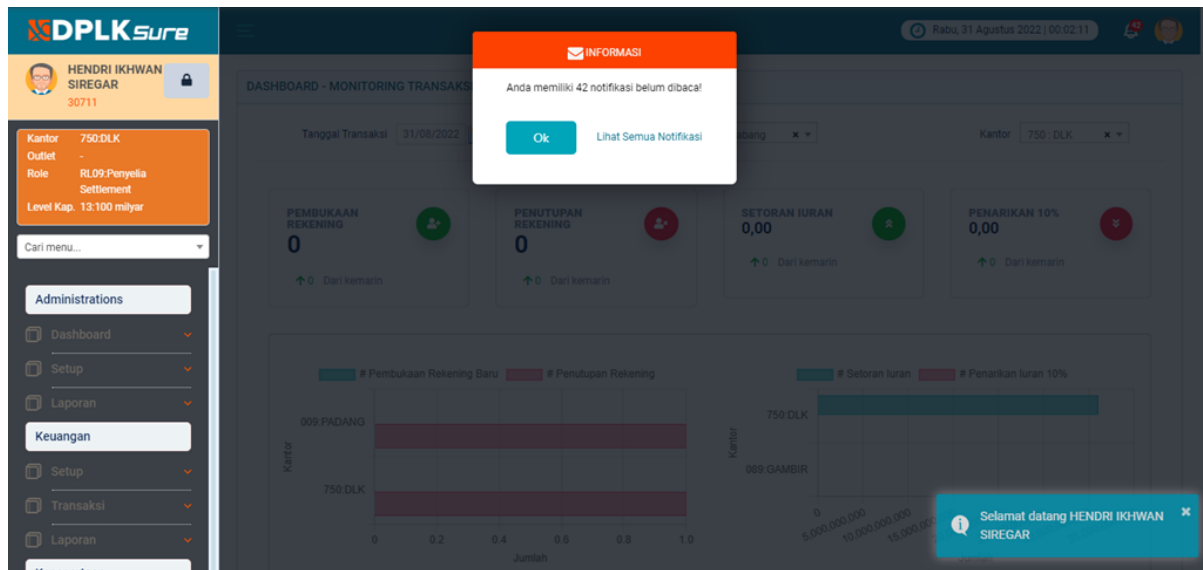 DPLKSure
HENDRI IKHWAN
SIREGAR
30711
Kantor 750:DLK
Outlet -
Role RL09:Penyelia
Settlement
Level Kap. 13:100 milyar
Cari menu...
Administrations
Dashboard
Setup
Laporan
Keuangan
Setup
Transaksi
Laporan
Rabu, 31 Agustus 2022 | 00:02:11
42
INFORMASI
Anda memiliki 42 notifikasi belum dibaca!
Ok Lihat Semua Notifikasi
DASHBOARD - MONITORING TRANSAKS
Tanggal Transaksi 31/08/2022 abang × Kantor 750 : DLK ×
PEMBUKAAN
REKENING
0
0 Dari kemarin
PENUTUPAN
REKENING
0
0 Dari kemarin
SETORAN IURAN
0,00
0 Dari kemarin
PENARIKAN 10%
0,00
0 Dari kemarin
# Pembukaan Rekening Baru # Penutupan Rekening
009:PADANG
Kantor
750:DLK
0 0.2 0.4 0.6 0.8 1.0
Jumlah
# Setoran Iuran # Penarikan Iuran 10%
750:DLK
Kantor
089:GAMBIR
0 5,000,000,000 10,000,000,000
Selamat datang HENDRI IKHWAN ×
SIREGAR